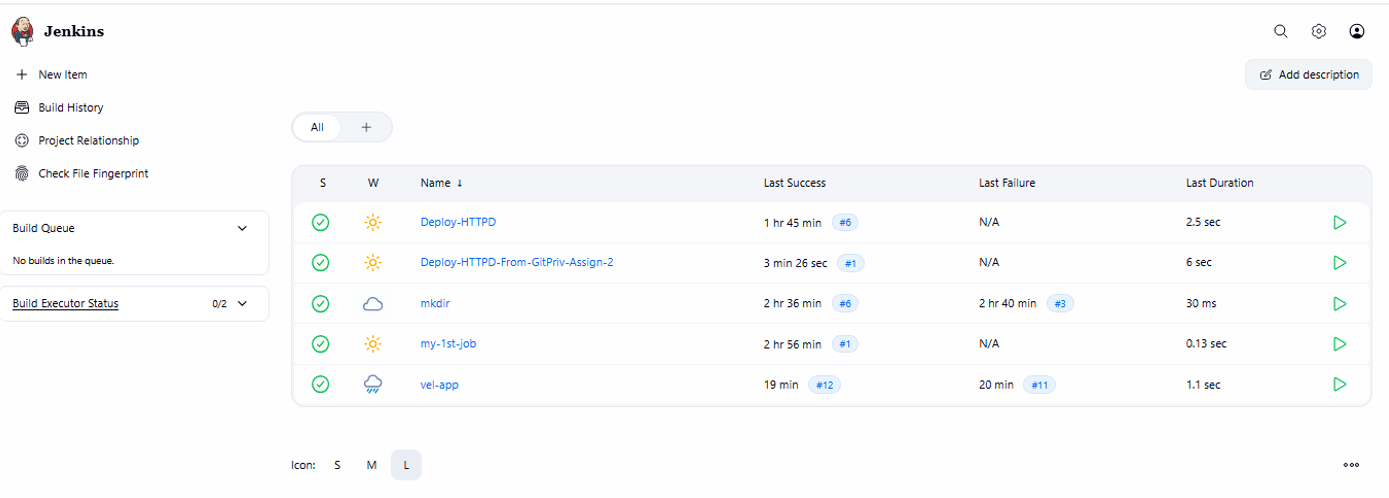 Jenkins
New Item
Build History
Project Relationship
Check File Fingerprint
Build Queue
No builds in the queue.
Build Executor Status 0/2
Add description
All +
S W Name ↓ Last Success Last Failure Last Duration
Deploy-HTTPD 1 hr 45 min #6 N/A 2.5 sec
Deploy-HTTPD-From-GitPriv-Assign-2 3 min 26 sec #1 N/A 6 sec
mkdir 2 hr 36 min #6 2 hr 40 min #3 30 ms
my-1st-job 2 hr 56 min #1 N/A 0.13 sec
vel-app 19 min #12 20 min #11 1.1 sec
Icon: S M L